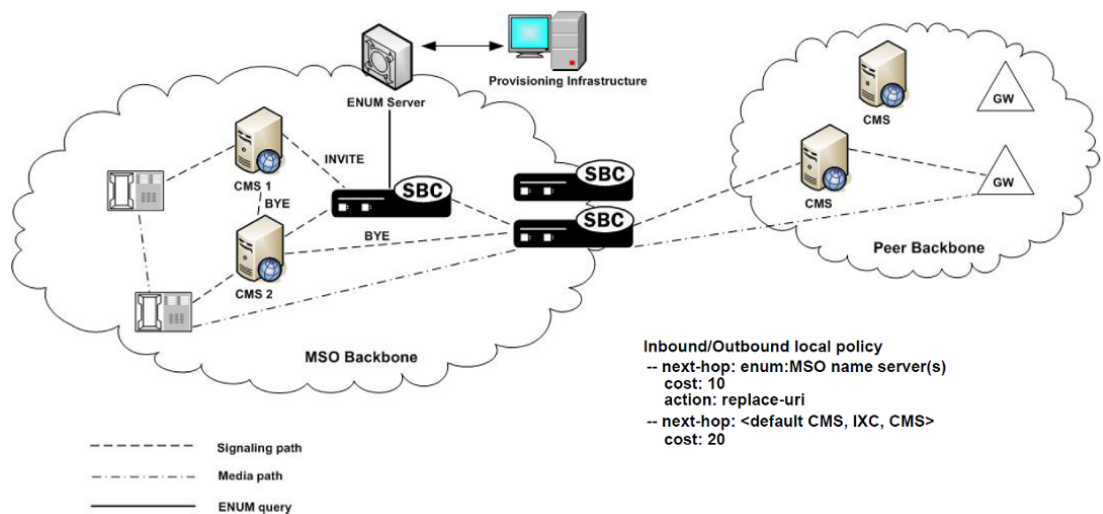 ENUM Server
Provisioning Infrastructure
CMS 1
INVITE
SBC
BYE
CMS 2
BYE
SBC
SBC
MSO Backbone
CMS
GW
CMS
GW
Peer Backbone
Inbound/Outbound local policy
-- next-hop: enum:MSO name server(s)
cost: 10
action: replace-uri
-- next-hop: <default CMS, IXC, CMS>
cost: 20
Signaling path
Media path
ENUM query